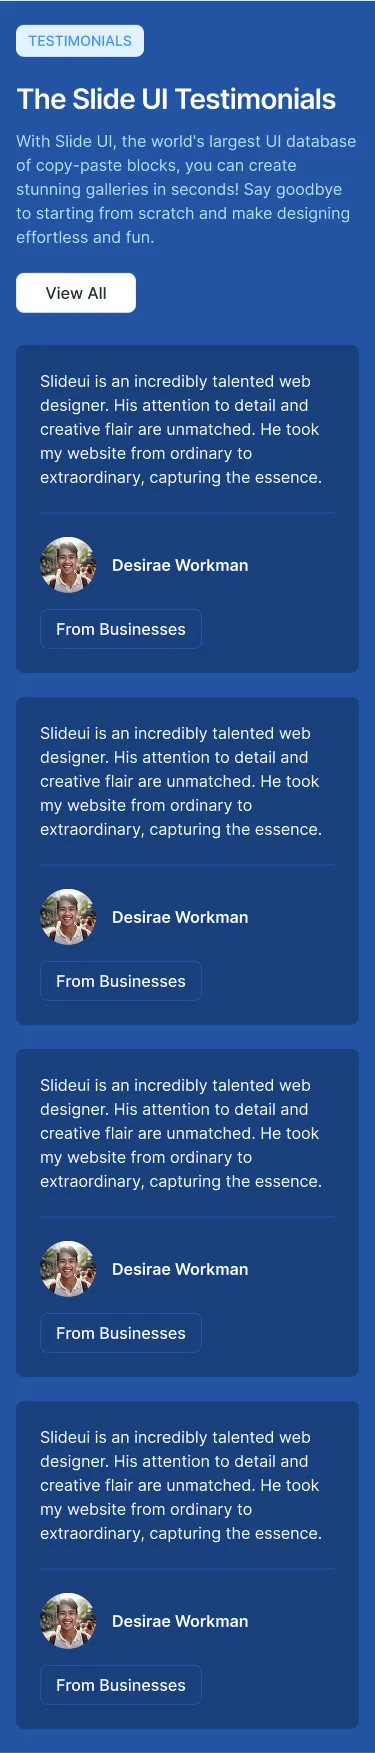 TESTIMONIALS
The Slide UI Testimonials
With Slide UI, the world's largest UI database
of copy-paste blocks, you can create
stunning galleries in seconds! Say goodbye
to starting from scratch and make designing
effortless and fun.
View All
Slideui is an incredibly talented web
designer. His attention to detail and
creative flair are unmatched. He took
my website from ordinary to
extraordinary, capturing the essence.
Desirae Workman
From Businesses
Slideui is an incredibly talented web
designer. His attention to detail and
creative flair are unmatched. He took
my website from ordinary to
extraordinary, capturing the essence.
Desirae Workman
From Businesses
Slideui is an incredibly talented web
designer. His attention to detail and
creative flair are unmatched. He took
my website from ordinary to
extraordinary, capturing the essence.
Desirae Workman
From Businesses
Slideui is an incredibly talented web
designer. His attention to detail and
creative flair are unmatched. He took
my website from ordinary to
extraordinary, capturing the essence.
Desirae Workman
From Businesses